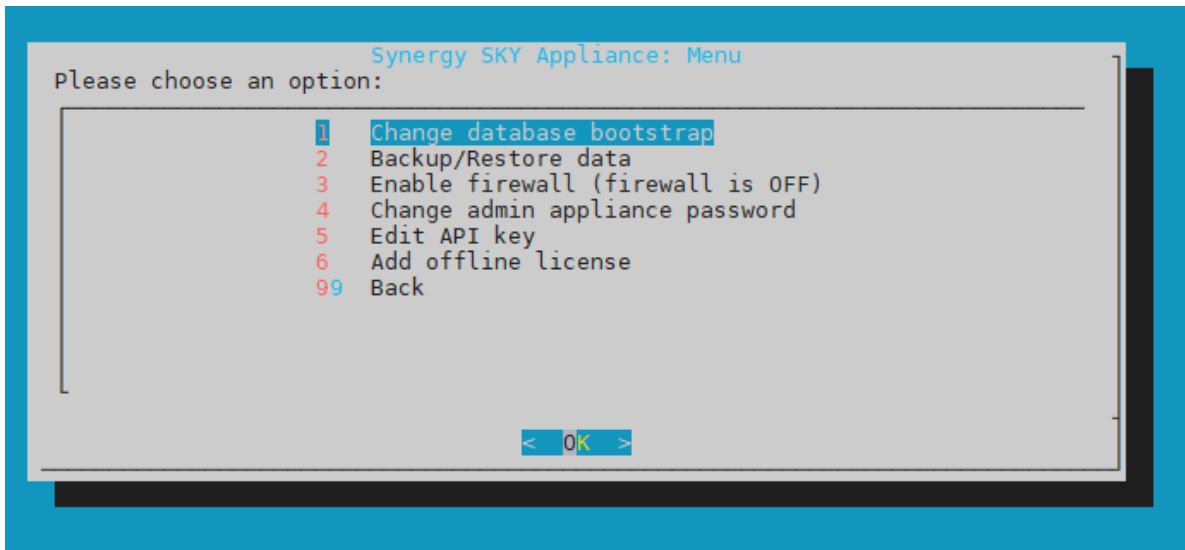 Synergy SKY Appliance: Menu
Please choose an option:
1 Change database bootstrap
2 Backup/Restore data
3 Enable firewall (firewall is OFF)
4 Change admin appliance password
5 Edit API key
6 Add offline license
99 Back
< OK >